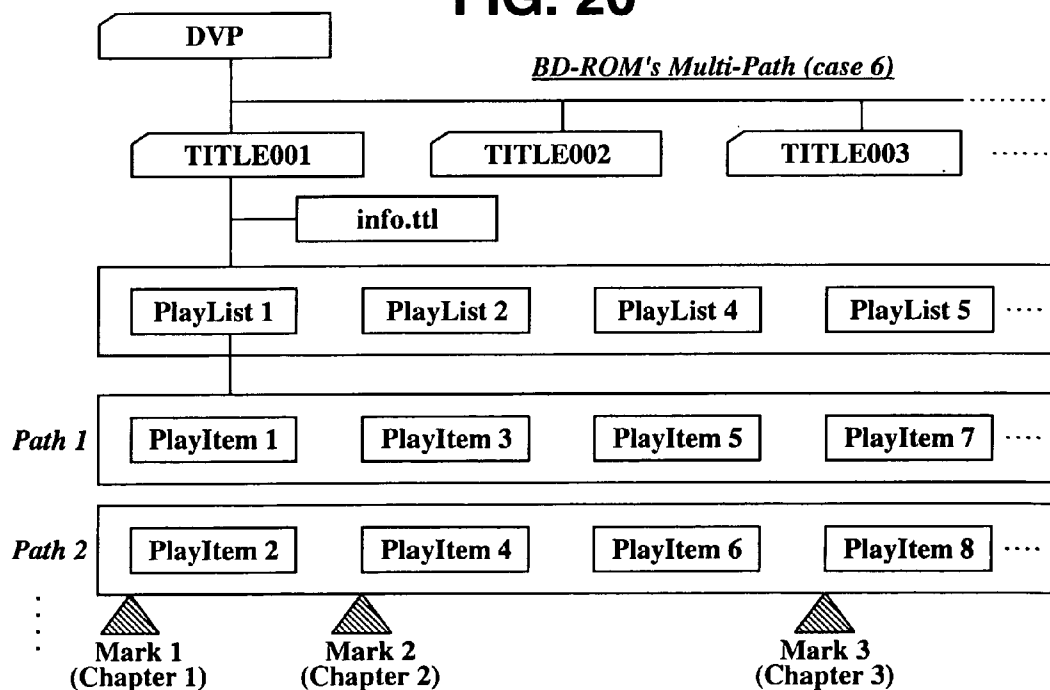 FIG. 20
DVP
BD-ROM's Multi-Path (case 6)
TITLE001 TITLE002 TITLE003 ......
info.ttl
PlayList 1 PlayList 2 PlayList 4 PlayList 5 ....
Path 1 PlayItem 1 PlayItem 3 PlayItem 5 PlayItem 7 ....
Path 2 PlayItem 2 PlayItem 4 PlayItem 6 PlayItem 8 ....
Mark 1 Mark 2 Mark 3
(Chapter 1) (Chapter 2) (Chapter 3)